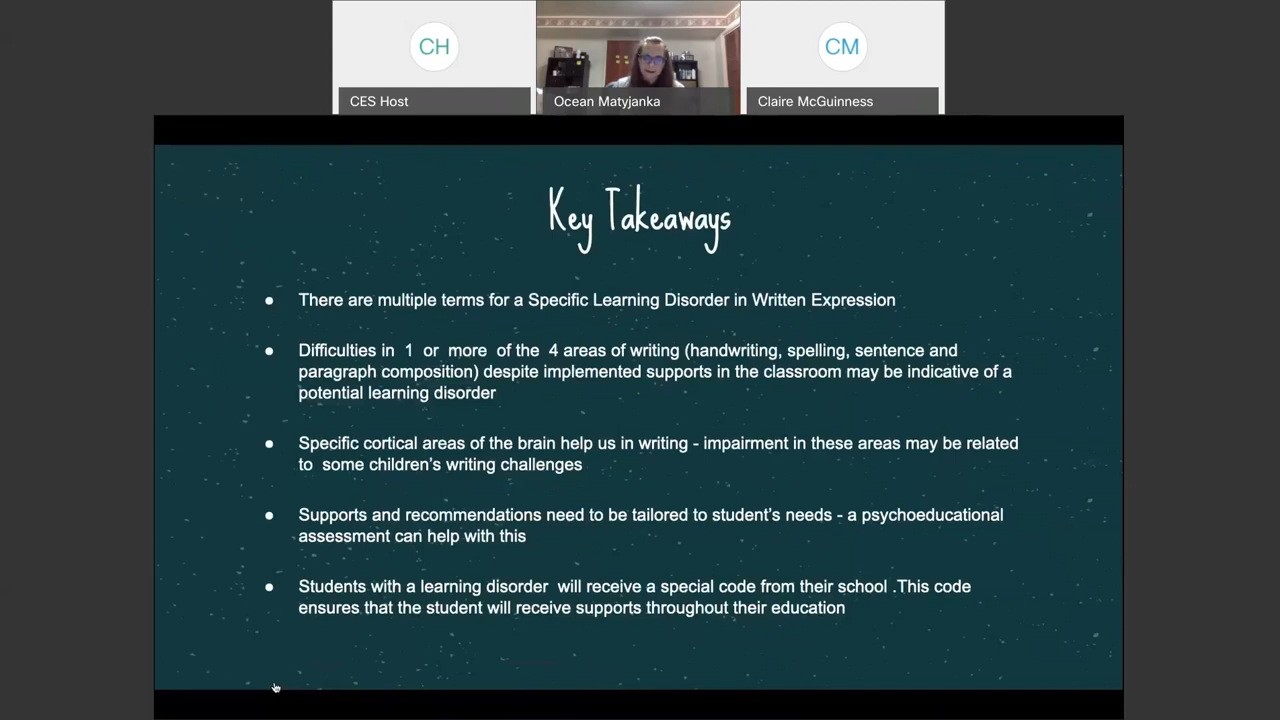 CH
CM
CES Host
Ocean Matyjanka
Claire McGuinness
Key Takeaways
● There are multiple terms for a Specific Learning Disorder in Written Expression
● Difficulties in 1 or more of the 4 areas of writing (handwriting, spelling, sentence and
paragraph composition) despite implemented supports in the classroom may be indicative of a
potential learning disorder
● Specific cortical areas of the brain help us in writing - impairment in these areas may be related
to some children's writing challenges
● Supports and recommendations need to be tailored to student's needs - a psychoeducational
assessment can help with this
● Students with a learning disorder will receive a special code from their school .This code
ensures that the student will receive supports throughout their education